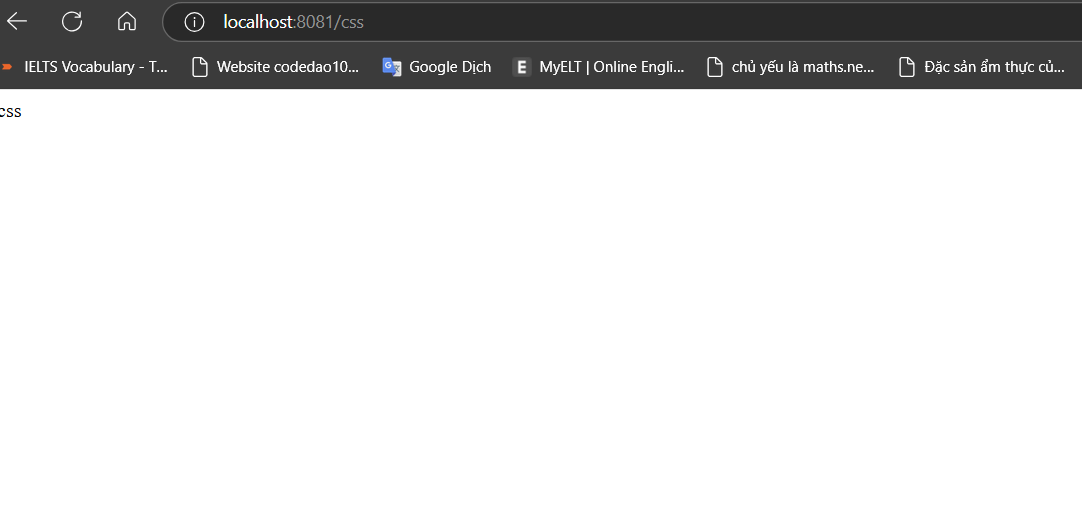 localhost:8081/css
IELTS Vocabulary - T... Website codedao10... Google Dịch MyELT | Online Engli... chủ yếu là maths.ne... Đặc sản ẩm thực củ...
css